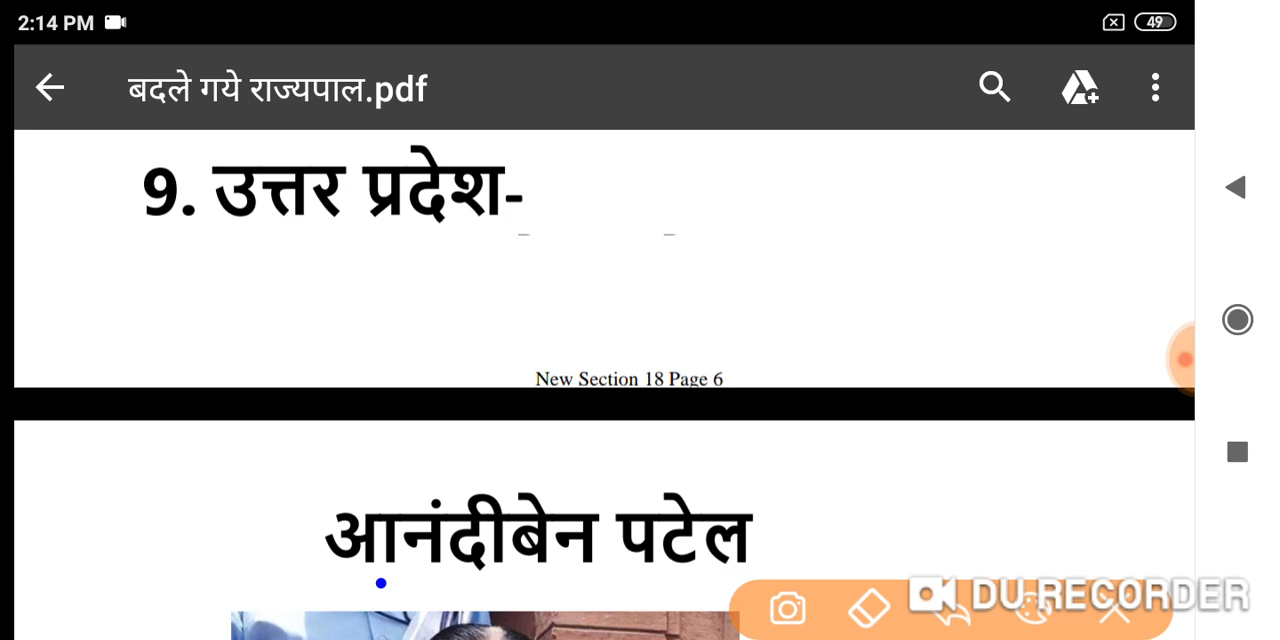 2:14 PM
49
बदले गये राज्यपाल.pdf
9. उत्तर प्रदेश-
New Section 18 Page 6
आनंदीबेन पटेल
DU RECORDER